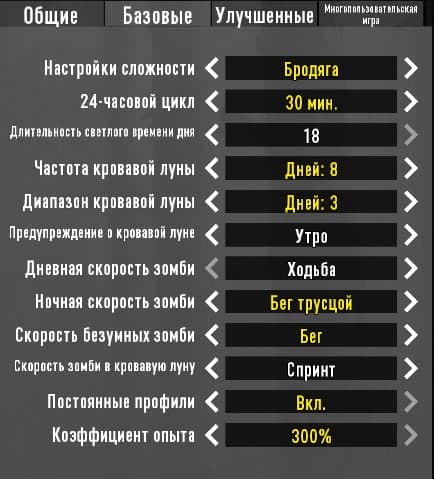 Общие Базовые Улучшенные Многопользовательская игра
Настройки сложности Бродяга
24-часовой цикл 30 мин.
Длительность светлого времени дня 18
Частота кровавой луны Дней: 8
Диапазон кровавой луны Дней: 3
Предупреждение о кровавой луне Утро
Дневная скорость зомби Ходьба
Ночная скорость зомби Бег трусцой
Скорость безумных зомби Бег
Скорость зомби в кровавую луну Спринт
Постоянные профили Вкл.
Коэффициент опыта 300%